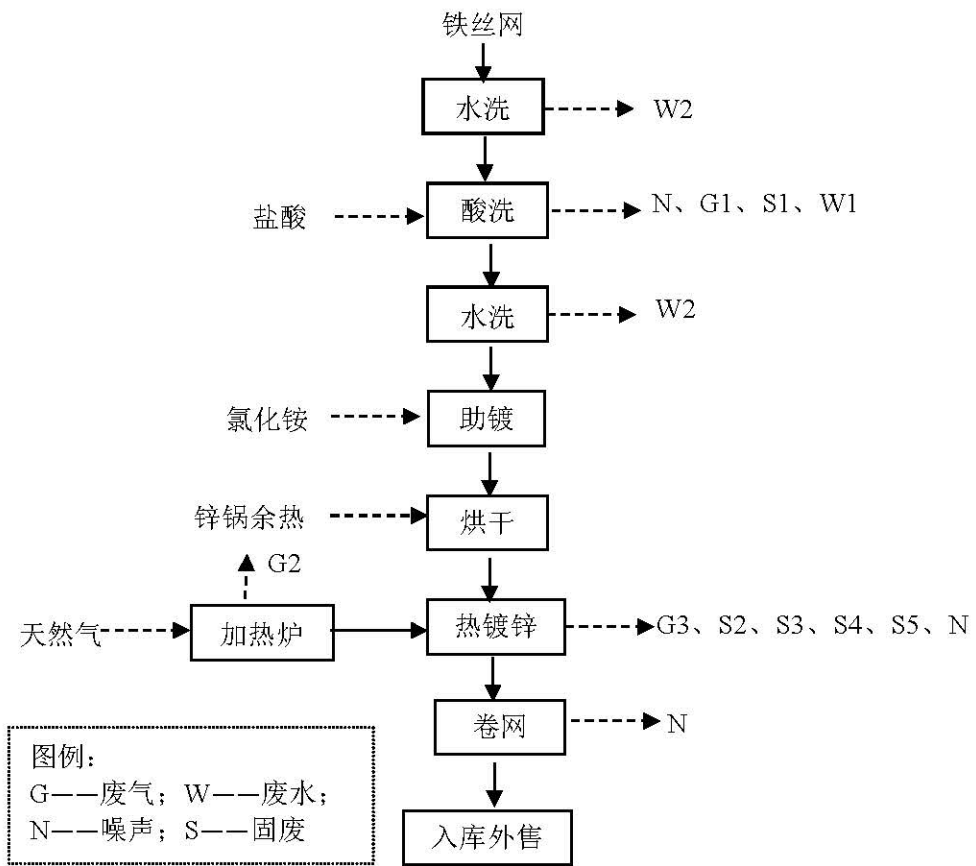 铁丝网
水洗
W2
盐酸
酸洗
N、G1、S1、W1
水洗
W2
氯化铵
助镀
锌锅余热
烘干
G2
天然气
加热炉
热镀锌
G3、S2、S3、S4、S5、N
卷网
N
图例：
G——废气；W——废水；
N——噪声；S——固废
入库外售